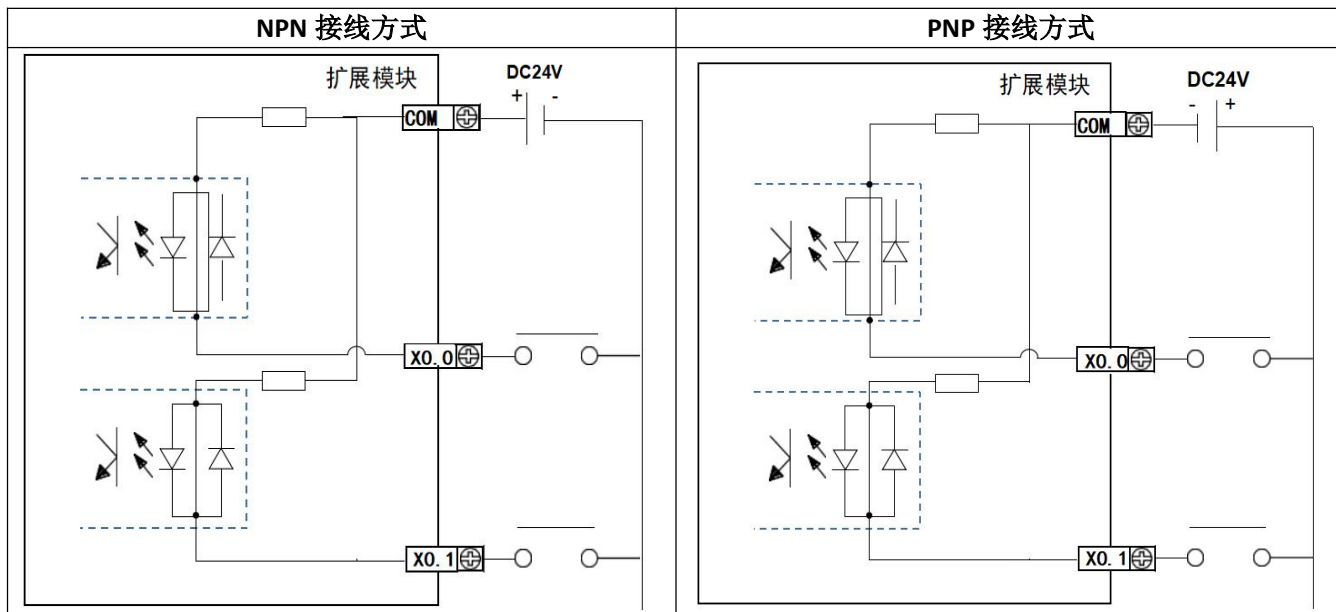 NPN 接线方式
PNP 接线方式
扩展模块
DC24V
+ -
COM
X0.0
X0.1
扩展模块
DC24V
- +
COM
X0.0
X0.1